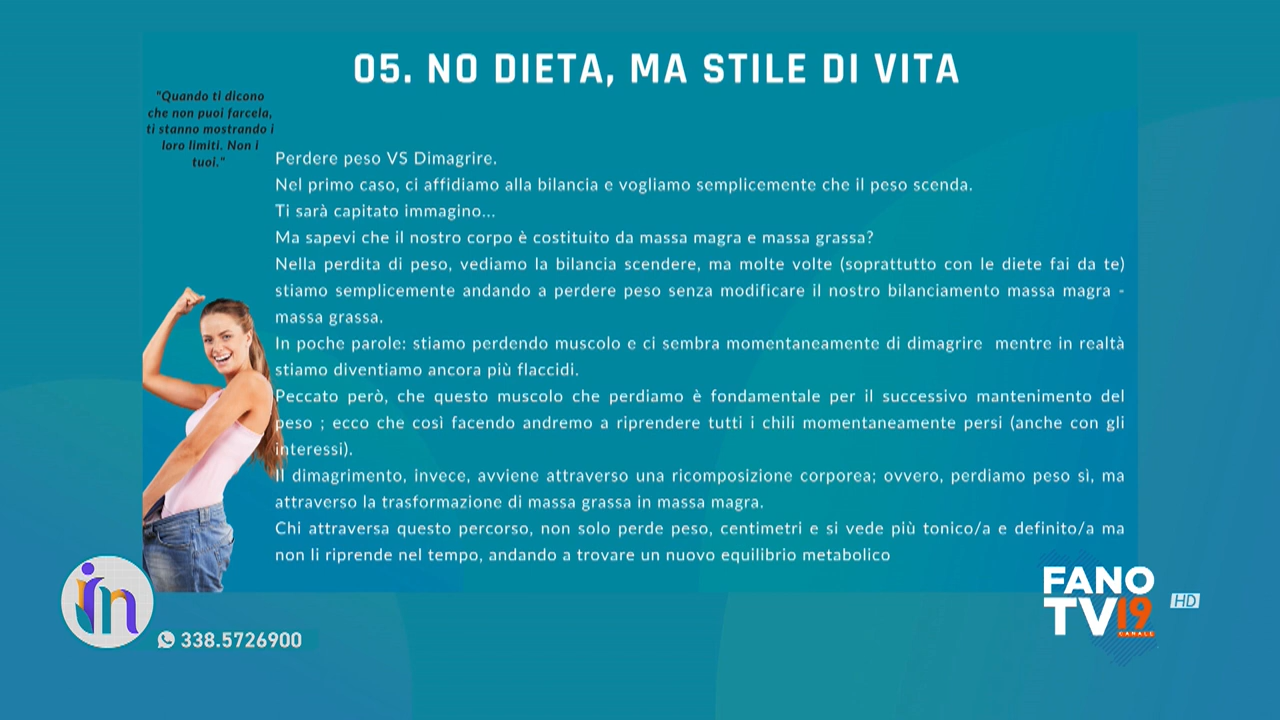 05. NO DIETA, MA STILE DI VITA
"Quando ti dicono
che non puoi farcela,
ti stanno mostrando i
loro limiti. Non i
tuoi."
Perdere peso VS Dimagrire.
Nel primo caso, ci affidiamo alla bilancia e vogliamo semplicemente che il peso scenda.
Ti sarà capitato immagino...
Ma sapevi che il nostro corpo è costituito da massa magra e massa grassa?
Nella perdita di peso, vediamo la bilancia scendere, ma molte volte (soprattutto con le diete fai da te)
stiamo semplicemente andando a perdere peso senza modificare il nostro bilanciamento massa magra -
massa grassa.
In poche parole: stiamo perdendo muscolo e ci sembra momentaneamente di dimagrire mentre in realtà
stiamo diventiamo ancora più flaccidi.
Peccato però, che questo muscolo che perdiamo è fondamentale per il successivo mantenimento del
peso ; ecco che così facendo andremo a riprendere tutti i chili momentaneamente persi (anche con gli
interessi).
Il dimagrimento, invece, avviene attraverso una ricomposizione corporea; ovvero, perdiamo peso sì, ma
attraverso la trasformazione di massa grassa in massa magra.
Chi attraversa questo percorso, non solo perde peso, centimetri e si vede più tonico/a e definito/a ma
non li riprende nel tempo, andando a trovare un nuovo equilibrio metabolico
in
338.5726900
FANO
TV19
CANALE
HD